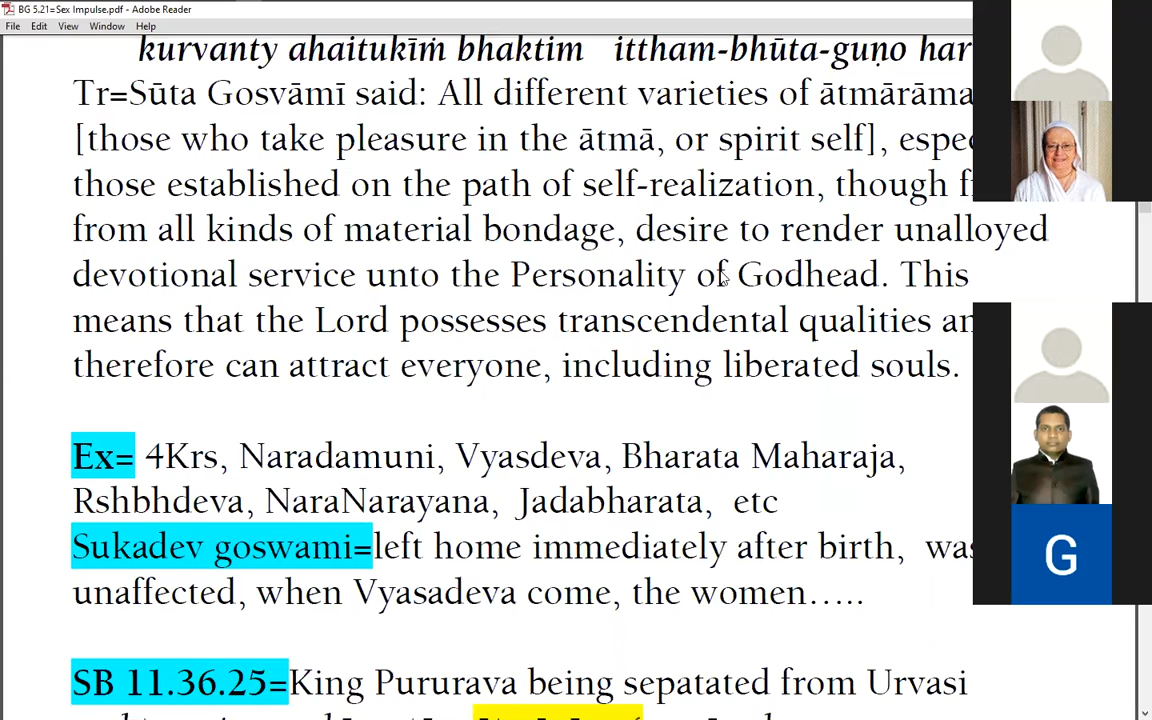 BG 5.21=Sex Impulse.pdf - Adobe Reader
File Edit View Window Help
kurvanty ahaitukīṁ bhaktim ittham-bhūta-guṇo har
Tr=Sūta Gosvāmī said: All different varieties of ātmārāma
[those who take pleasure in the ātmā, or spirit self], espec
those established on the path of self-realization, though f
from all kinds of material bondage, desire to render unalloyed
devotional service unto the Personality of Godhead. This
means that the Lord possesses transcendental qualities an
therefore can attract everyone, including liberated souls.
Ex= 4Krs, Naradamuni, Vyasdeva, Bharata Maharaja,
Rshbhdeva, NaraNarayana, Jadabharata, etc
Sukadev goswami=left home immediately after birth, was
unaffected, when Vyasadeva come, the women…..
SB 11.36.25=King Pururava being sepatated from Urvasi
G